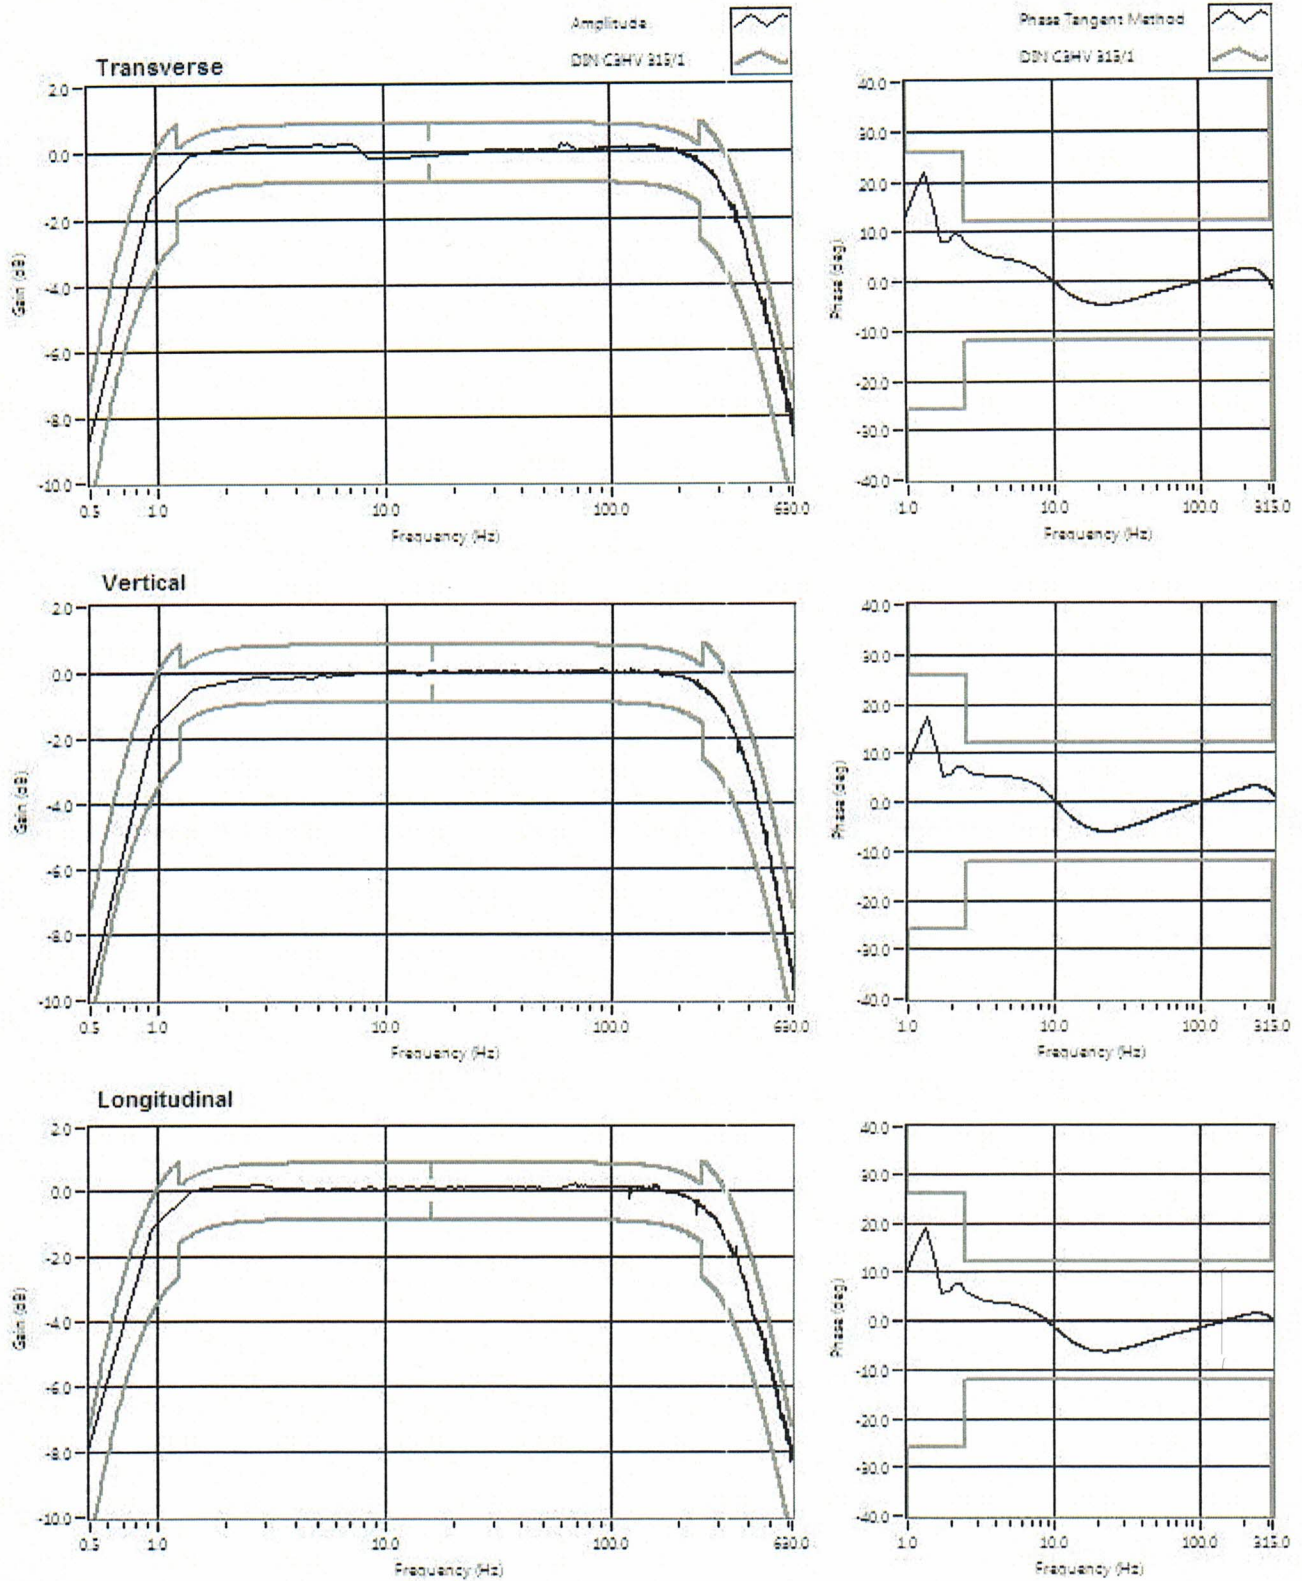 Amplitude
DIN C3HV 315/1
Phase Tangent Method
DIN C3HV 315/1
Transverse
2.0
0.0
-2.0
-4.0
-6.0
-8.0
-10.0
Gain (dB)
0.5 1.0 10.0 100.0 630.0
Frequency (Hz)
40.0
30.0
20.0
10.0
0.0
-10.0
-20.0
-30.0
-40.0
Phase (deg)
1.0 10.0 100.0 315.0
Frequency (Hz)
Vertical
2.0
0.0
-2.0
-4.0
-6.0
-8.0
-10.0
Gain (dB)
0.5 1.0 10.0 100.0 630.0
Frequency (Hz)
40.0
30.0
20.0
10.0
0.0
-10.0
-20.0
-30.0
-40.0
Phase (deg)
1.0 10.0 100.0 315.0
Frequency (Hz)
Longitudinal
2.0
0.0
-2.0
-4.0
-6.0
-8.0
-10.0
Gain (dB)
0.5 1.0 10.0 100.0 630.0
Frequency (Hz)
40.0
30.0
20.0
10.0
0.0
-10.0
-20.0
-30.0
-40.0
Phase (deg)
1.0 10.0 100.0 315.0
Frequency (Hz)